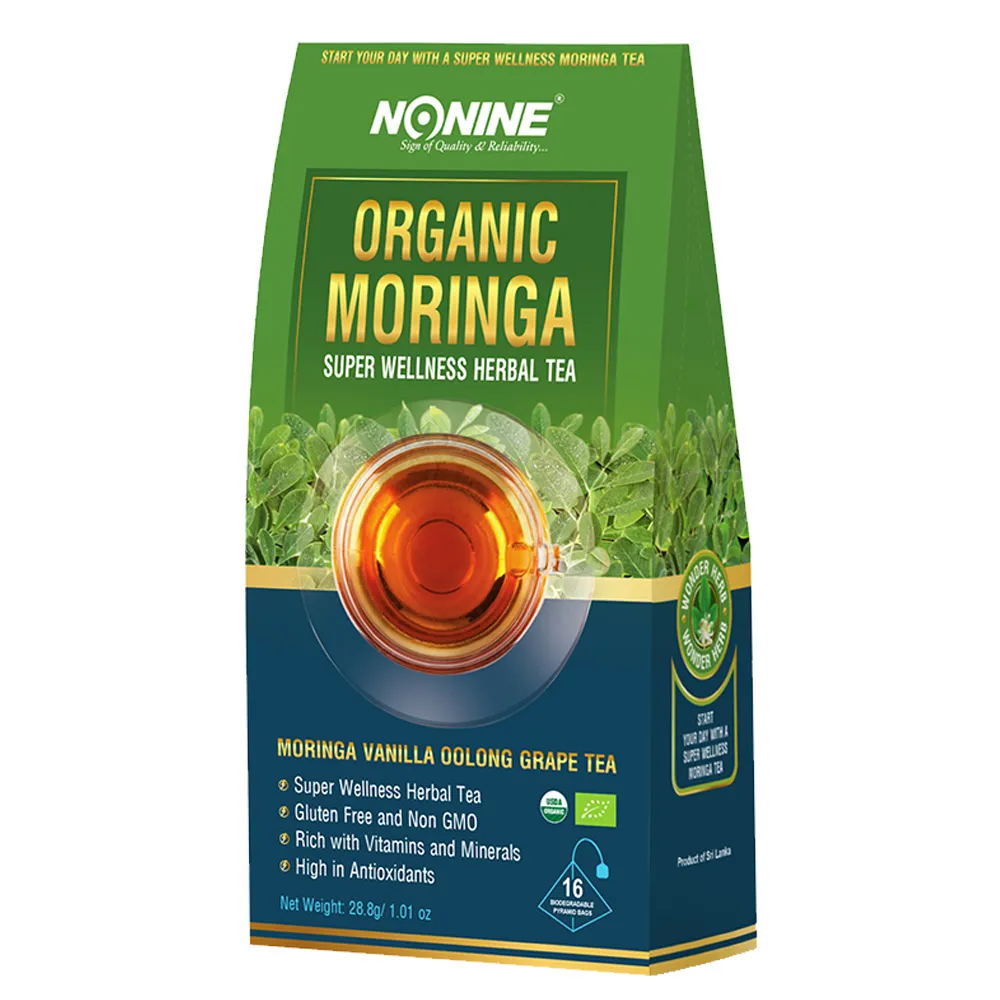 START YOUR DAY WITH A SUPER WELLNESS MORINGA TEA
NONINE®
Sign of Quality & Reliability...
ORGANIC
MORINGA
SUPER WELLNESS HERBAL TEA
MORINGA VANILLA OOLONG GRAPE TEA
Super Wellness Herbal Tea
Gluten Free and Non GMO
Rich with Vitamins and Minerals
High in Antioxidants
Net Weight: 28.8g/ 1.01 oz
USDA
ORGANIC
16
BIODEGRADABLE
PYRAMID BAGS
WONDER HERB
WONDER HERB
START
YOUR DAY WITH A
SUPER WELLNESS
MORINGA TEA
Product of Sri Lanka